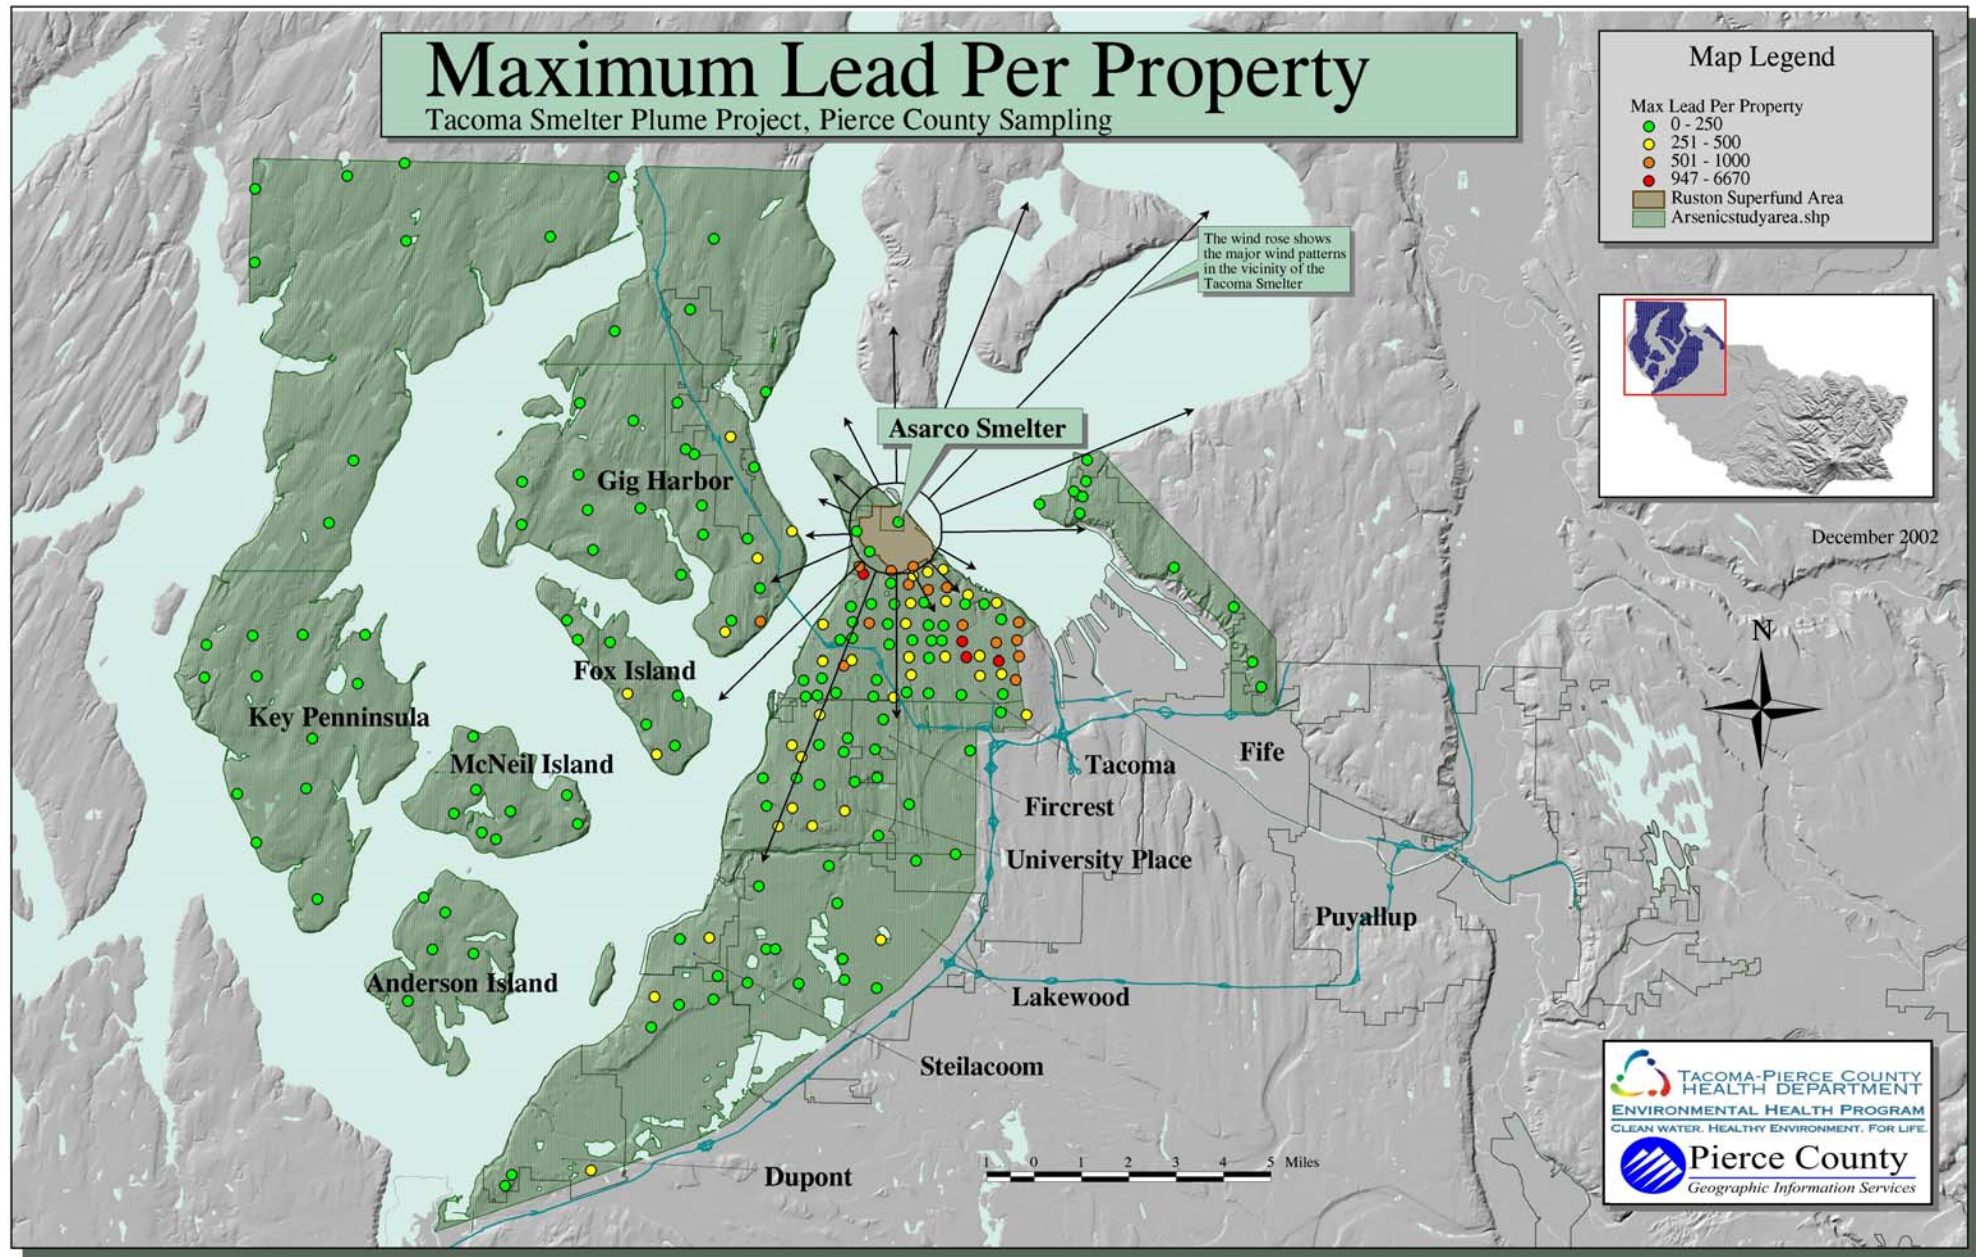 Maximum Lead Per Property
Tacoma Smelter Plume Project, Pierce County Sampling
Map Legend
Max Lead Per Property
0 - 250
251 - 500
501 - 1000
947 - 6670
Ruston Superfund Area
Arsenicstudyarea.shp
The wind rose shows
the major wind patterns
in the vicinity of the
Tacoma Smelter
Asarco Smelter
Gig Harbor
December 2002
N
Fox Island
Key Penninsula
McNeil Island
Tacoma
Fife
Fircrest
University Place
Puyallup
Anderson Island
Lakewood
Steilacoom
Dupont
1 0 1 2 3 4 5 Miles
TACOMA-PIERCE COUNTY
HEALTH DEPARTMENT
ENVIRONMENTAL HEALTH PROGRAM
CLEAN WATER. HEALTHY ENVIRONMENT. FOR LIFE.
Pierce County
Geographic Information Services